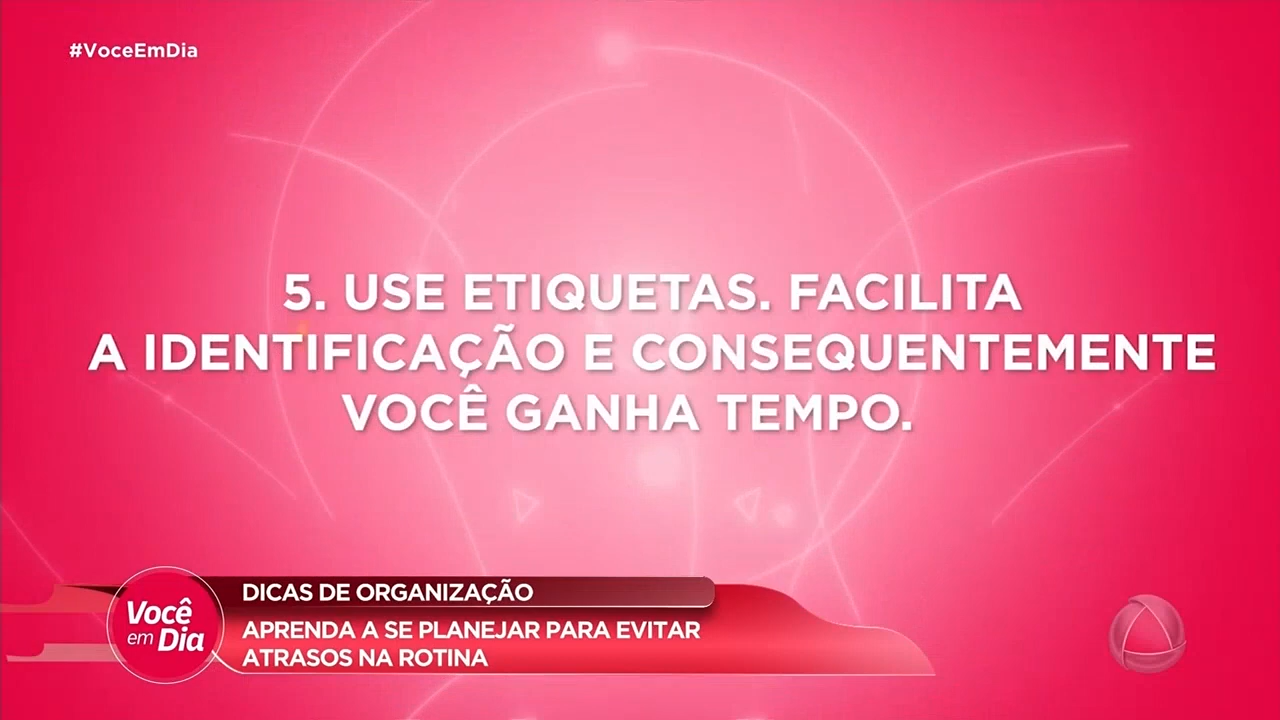 #VoceEmDia
5. USE ETIQUETAS. FACILITA
A IDENTIFICAÇÃO E CONSEQUENTEMENTE
VOCÊ GANHA TEMPO.
Você
em Dia
DICAS DE ORGANIZAÇÃO
APRENDA A SE PLANEJAR PARA EVITAR
ATRASOS NA ROTINA